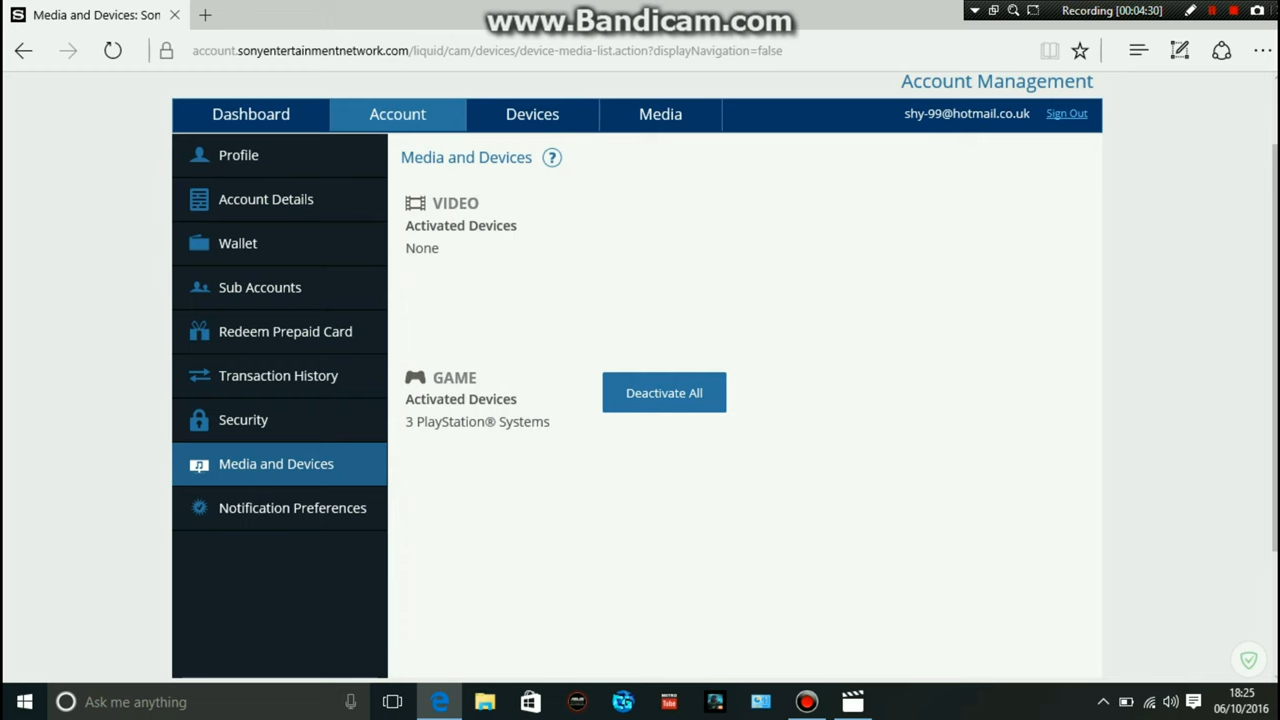 www.Bandicam.com
Media and Devices: Son
Recording [00:04:30]
account.sonyentertainmentnetwork.com/liquid/cam/devices/device-media-list.action?displayNavigation=false
Account Management
Dashboard
Account
Devices
Media
shy-99@hotmail.co.uk
Sign Out
Profile
Account Details
Wallet
Sub Accounts
Redeem Prepaid Card
Transaction History
Security
Media and Devices
Notification Preferences
Media and Devices ?
VIDEO
Activated Devices
None
GAME
Activated Devices
3 PlayStation® Systems
Deactivate All
Ask me anything
METRO
Tube
18:25
06/10/2016